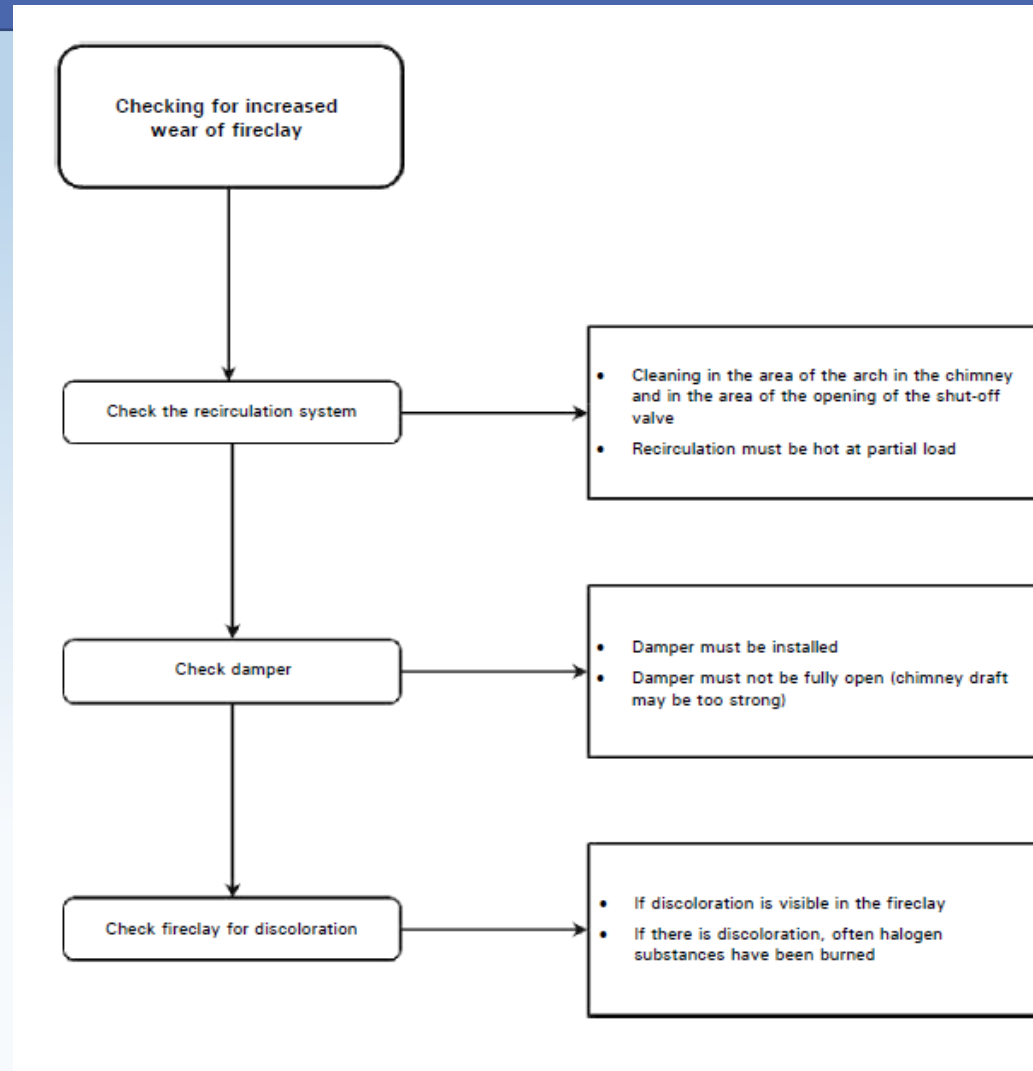 Checking for increased
wear of fireclay
Check the recirculation system
• Cleaning in the area of the arch in the chimney
and in the area of the opening of the shut-off
valve
• Recirculation must be hot at partial load
Check damper
• Damper must be installed
• Damper must not be fully open (chimney draft
may be too strong)
Check fireclay for discoloration
• If discoloration is visible in the fireclay
• If there is discoloration, often halogen
substances have been burned